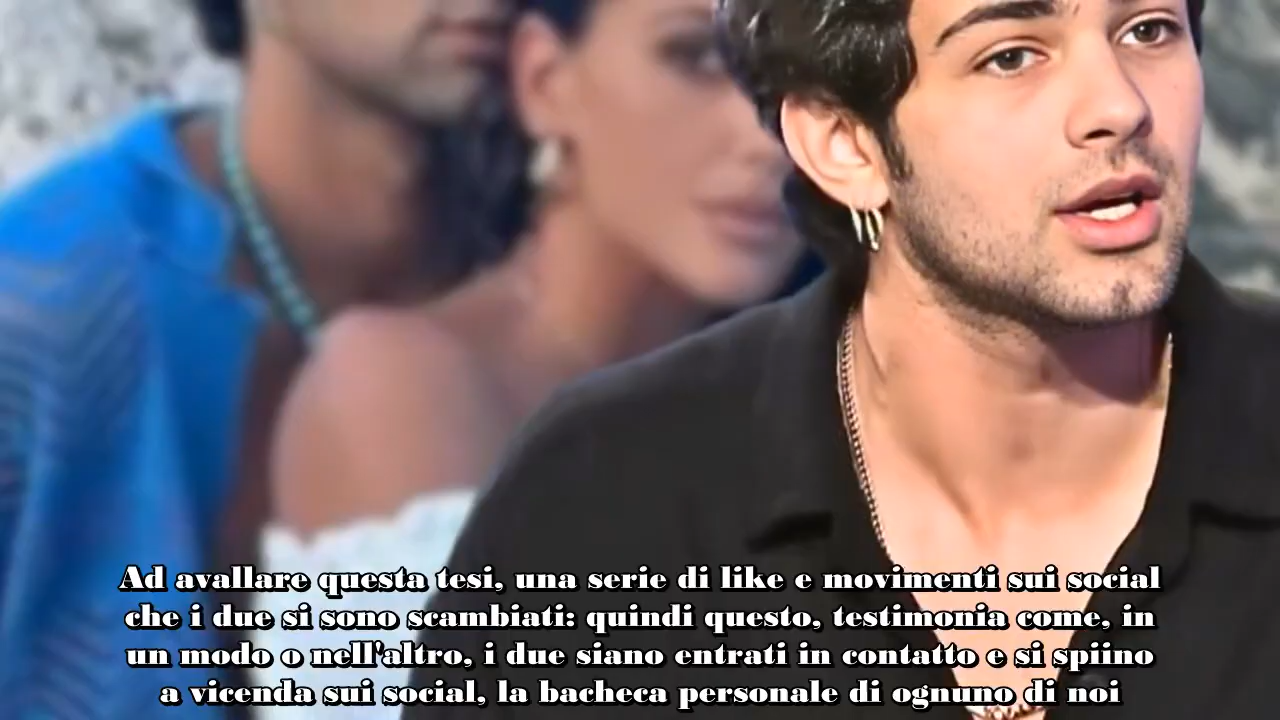 Ad avallare questa tesi, una serie di like e movimenti sui social
che i due si sono scambiati: quindi questo, testimonia come, in
un modo o nell'altro, i due siano entrati in contatto e si spiino
a vicenda sui social, la bacheca personale di ognuno di noi